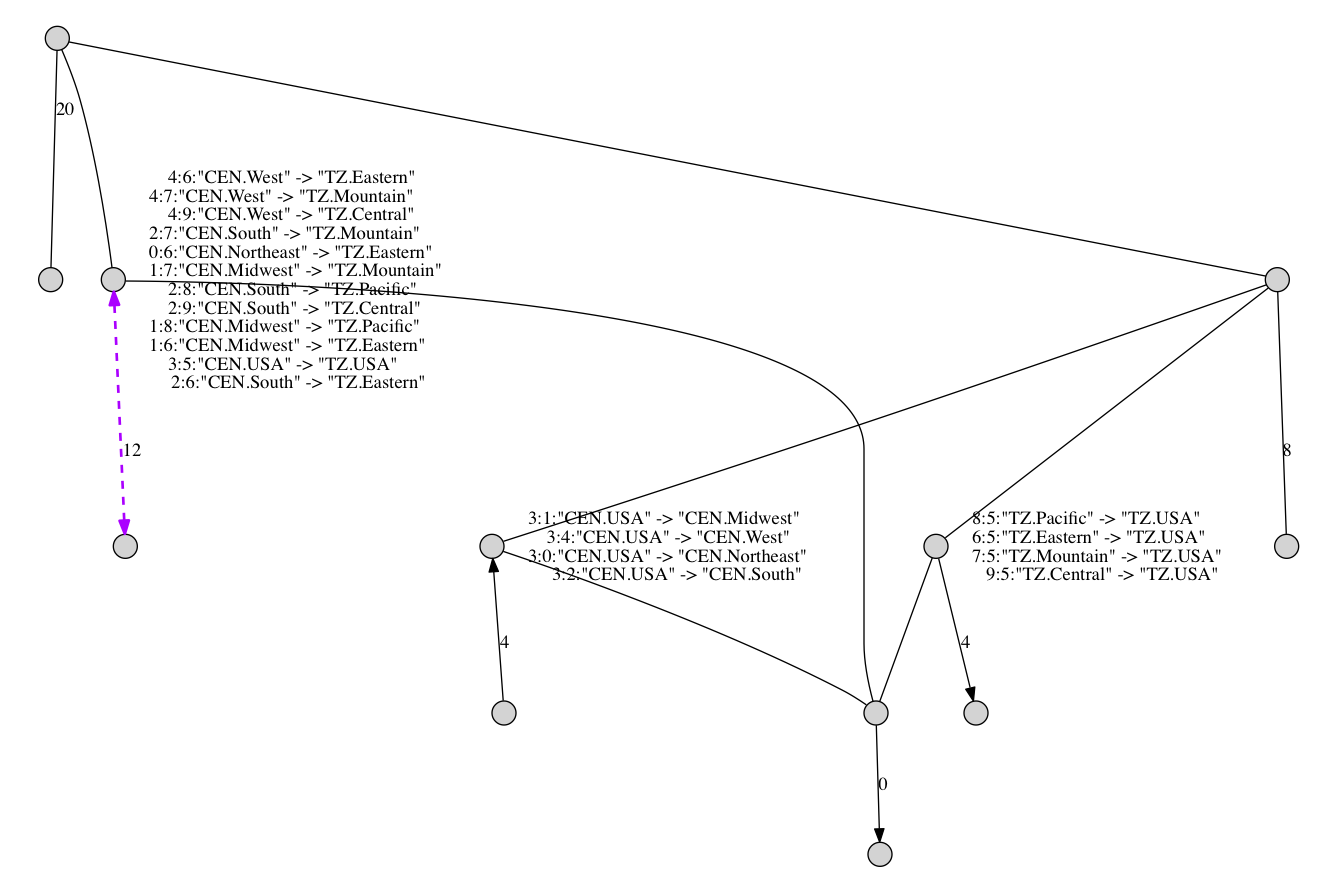 20
4:6:"CEN.West" -> "TZ.Eastern"
4:7:"CEN.West" -> "TZ.Mountain"
4:9:"CEN.West" -> "TZ.Central"
2:7:"CEN.South" -> "TZ.Mountain"
0:6:"CEN.Northeast" -> "TZ.Eastern"
1:7:"CEN.Midwest" -> "TZ.Mountain"
2:8:"CEN.South" -> "TZ.Pacific"
2:9:"CEN.South" -> "TZ.Central"
1:8:"CEN.Midwest" -> "TZ.Pacific"
1:6:"CEN.Midwest" -> "TZ.Eastern"
3:5:"CEN.USA" -> "TZ.USA"
2:6:"CEN.South" -> "TZ.Eastern"
12
8
3:1:"CEN.USA" -> "CEN.Midwest"
3:4:"CEN.USA" -> "CEN.West"
3:0:"CEN.USA" -> "CEN.Northeast"
3:2:"CEN.USA" -> "CEN.South"
8:5:"TZ.Pacific" -> "TZ.USA"
6:5:"TZ.Eastern" -> "TZ.USA"
7:5:"TZ.Mountain" -> "TZ.USA"
9:5:"TZ.Central" -> "TZ.USA"
4
4
0